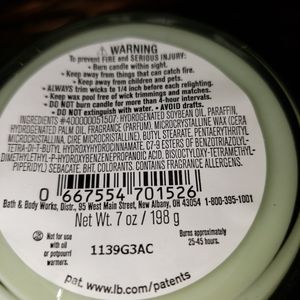 WARNING
To prevent FIRE and SERIOUS INJURY:
• Burn candle within sight.
• Keep away from things that can catch fire.
• Keep away from children and pets.
• ALWAYS trim wicks to 1/4 inch before each relighting.
• Keep wax pool free of wick trimmings and matches.
• DO NOT burn candle for more than 4-hour intervals.
• DO NOT extinguish with water. • AVOID drafts.
INGREDIENTS #4000051507: HYDROGENATED SOYBEAN OIL, PARAFFIN,
HYDROGENATED PALM OIL, FRAGRANCE (PARFUM), MICROCRYSTALLINE WAX (CERA
MICROCRISTALLINA, CIRE MICROCRISTALLINE), BUTYL STEARATE, PENTAERYTHRITYL
TETRA-DI-T-BUTYL HYDROXYHYDROCINNAMATE, C7-9 ESTERS OF BENZOTRIAZOLYL-
DIMETHYLETHYL-P-HYDROXYBENZENEPROPANOIC ACID, BIS(OCTYLOXY-TETRAMETHYL-
PIPERIDYL) SEBACATE, BHT, COLORANTS. CONTAINS FRAGRANCE ALLERGENS.
0 667554 701526
Bath & Body Works, Distr., 95 West Main Street, New Albany, OH 43054 1-800-395-1001
Net Wt. 7 oz / 198 g
Not for use
with oil or
potpourri
warmers.
1139G3AC
Burns approximately
25-45 hours.
pat. www.lb.com/patents